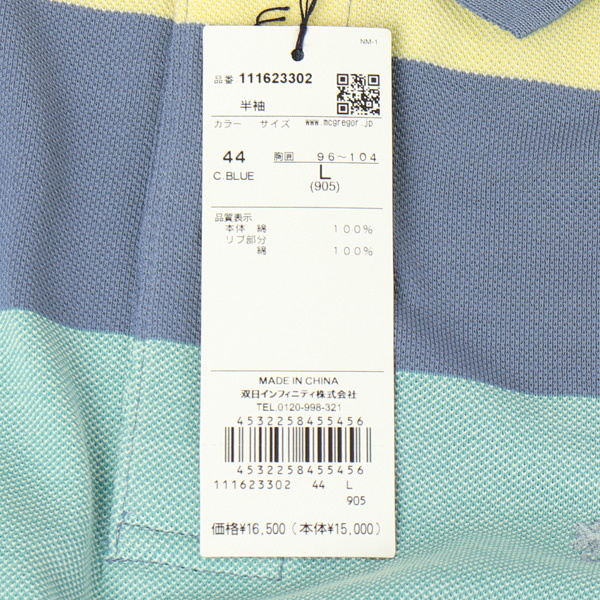 NM-1
品番 111623302
半袖
カラー サイズ www.mcgregor.jp
44 胸囲 96～104
C.BLUE L
(905)
品質表示
本体 綿 100%
リブ部分
綿 100%
MADE IN CHINA
双日インフィニティ株式会社
TEL.0120-998-321
4532258455456
4532258455456
111623302 44 L
905
価格¥16,500（本体¥15,000）